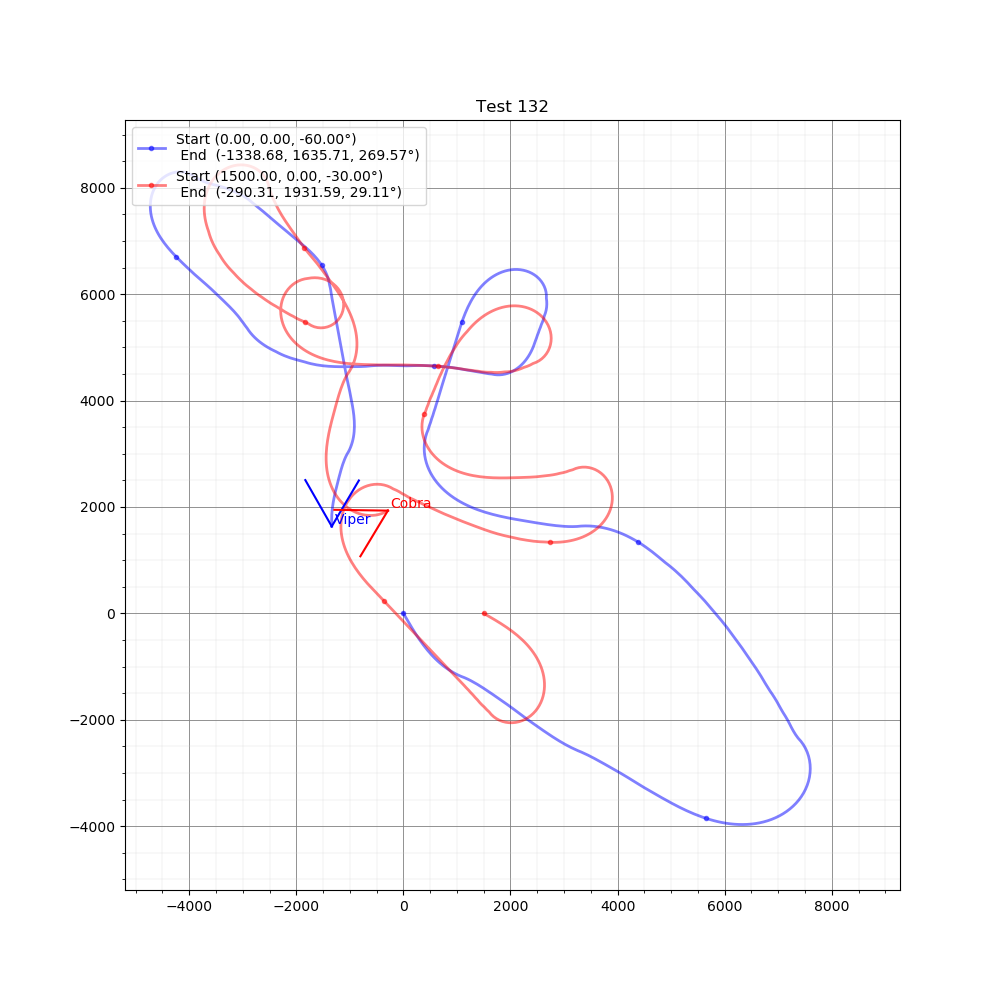 Test 132
Start (0.00, 0.00, -60.00°)
End  (-1338.68, 1635.71, 269.57°)
Start (1500.00, 0.00, -30.00°)
End  (-290.31, 1931.59, 29.11°)
8000
6000
4000
2000
0
−2000
−4000
Cobra
Viper
−4000
−2000
0
2000
4000
6000
8000